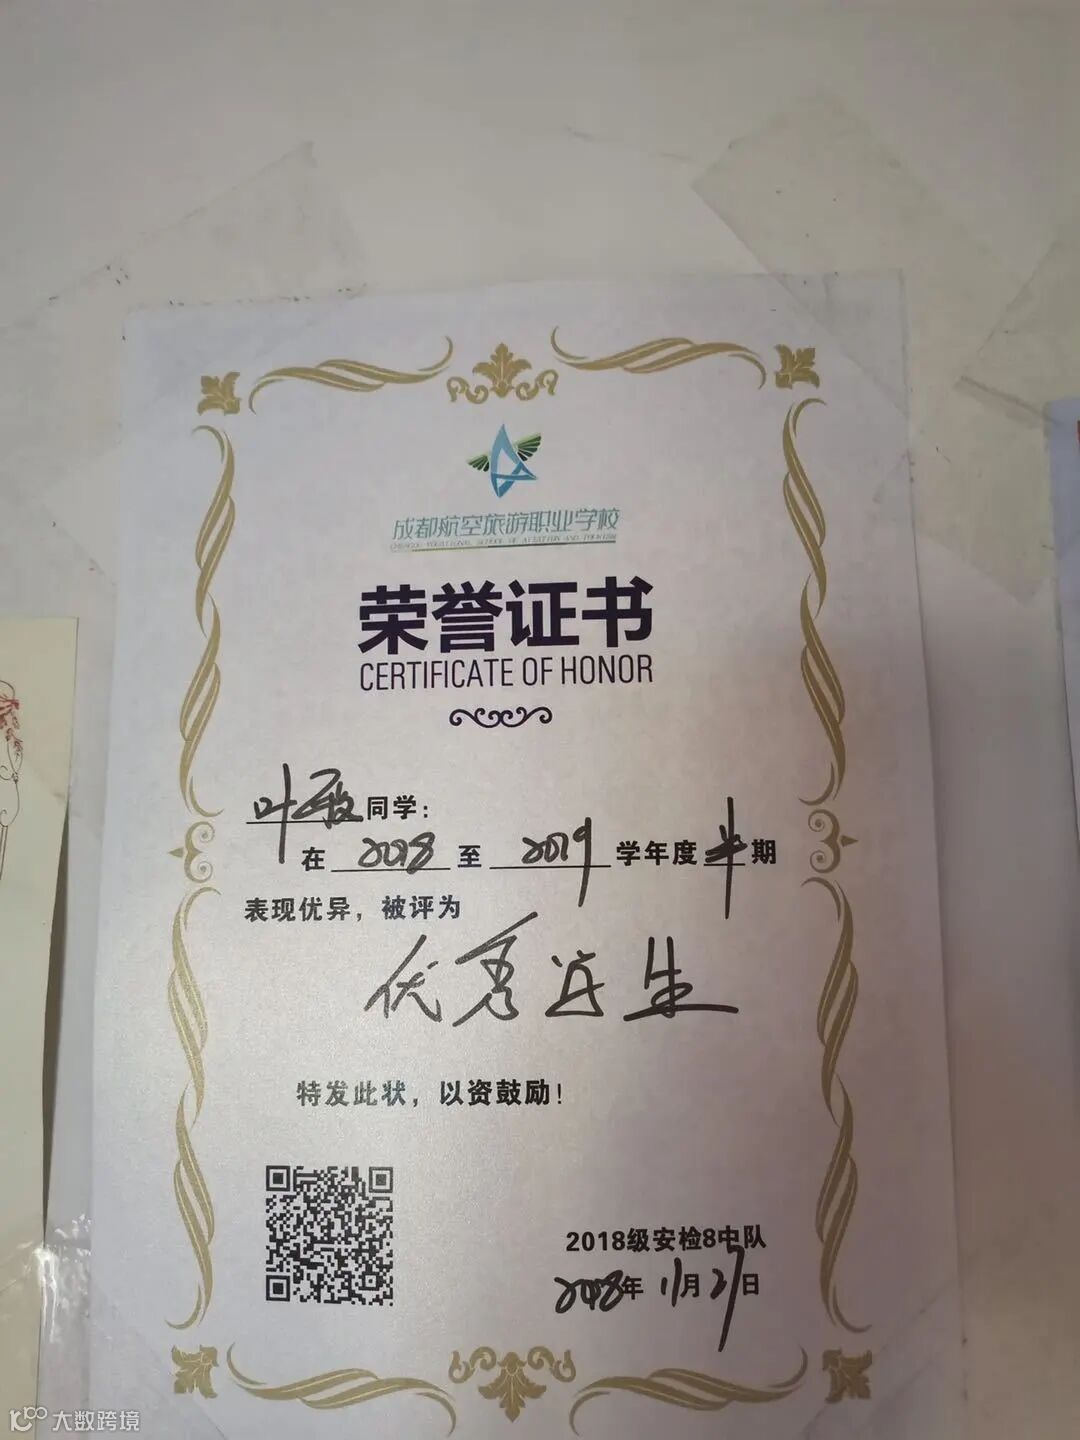 成都航空旅游职业学校
荣誉证书
CERTIFICATE OF HONOR
叶 同学：
在 2018 至 2019 学年度半期
表现优异，被评为
优秀 生
特发此状，以资鼓励！
2018级安检8中队
2018年 11月27日
大数跨境